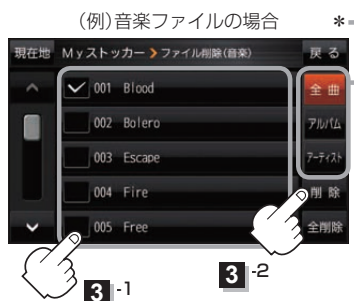 (例)音楽ファイルの場合
*
現在地 Myストッカー ファイル削除(音楽) 戻る
001 Blood 全曲
002 Bolero アルバム
003 Escape アーティスト
004 Fire 削除
005 Free 全削除
3 -1
3 -2